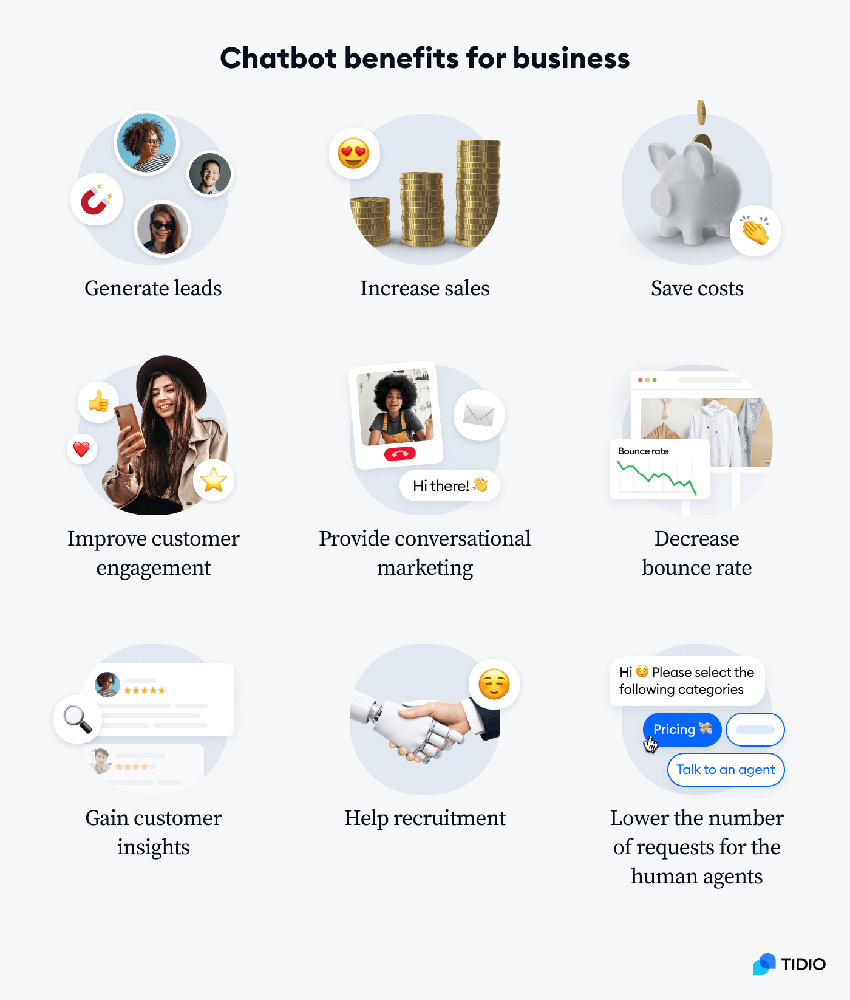 Chatbot benefits for business
Generate leads
Increase sales
Save costs
Hi there! 👋
Bounce rate
Improve customer
engagement
Provide conversational
marketing
Decrease
bounce rate
Hi 😌 Please select the
following categories
Pricing 💸
Talk to an agent
Gain customer
insights
Help recruitment
Lower the number
of requests for the
human agents
TIDIO